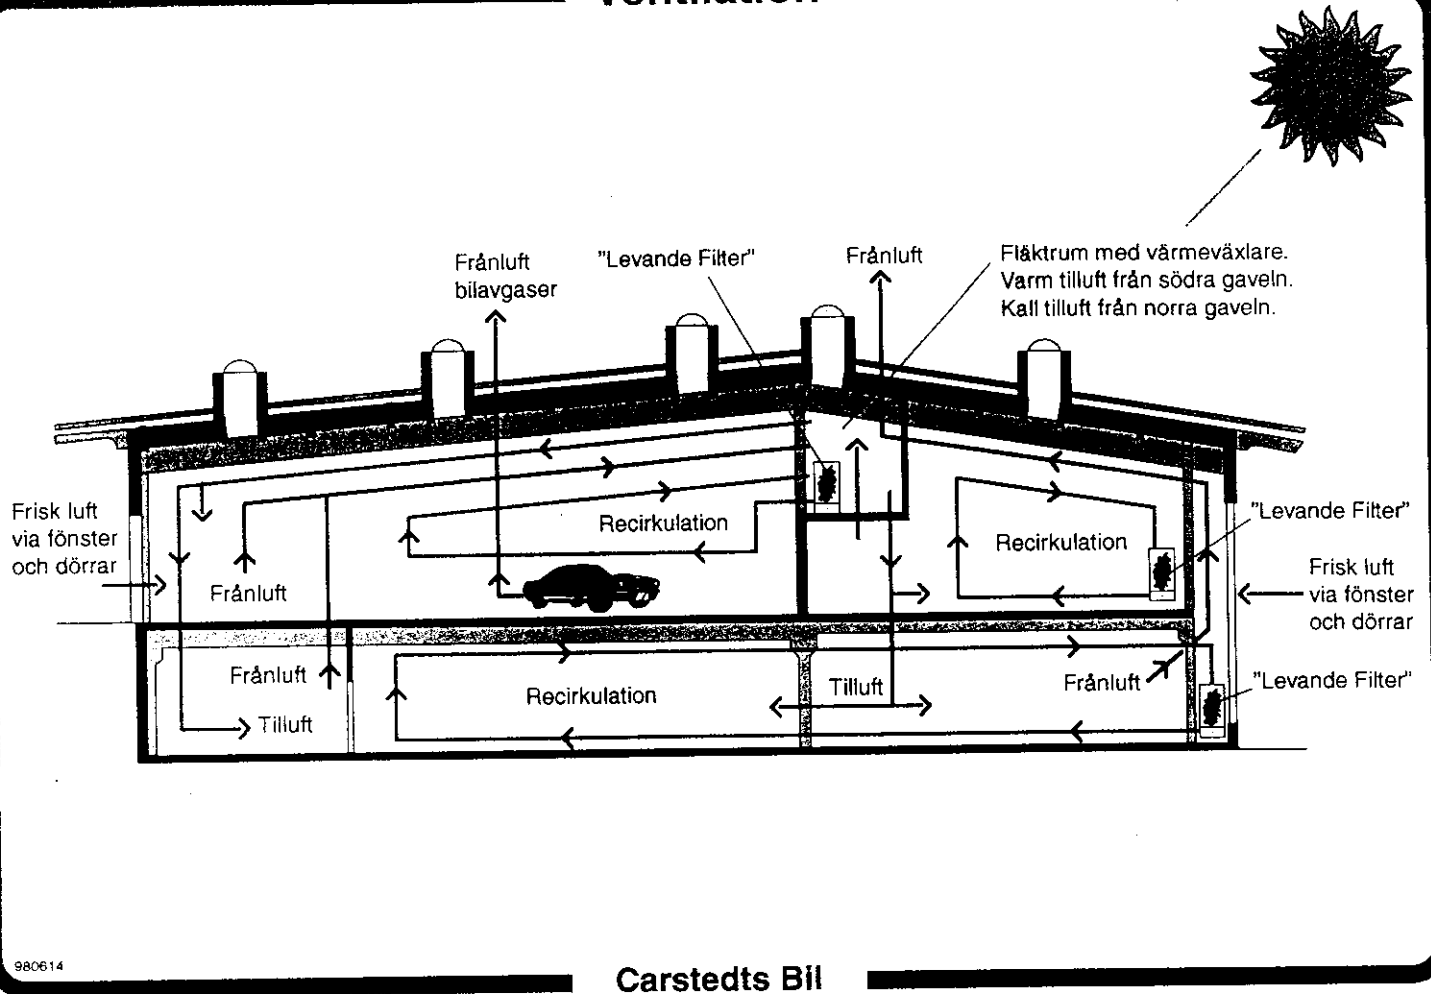 Ventilation
Frånluft
bilavgaser
"Levande Filter"
Frånluft
Fläktrum med värmeväxlare.
Varm tilluft från södra gaveln.
Kall tilluft från norra gaveln.
Frisk luft
via fönster
och dörrar
Frånluft
Recirkulation
Recirkulation
"Levande Filter"
Frisk luft
via fönster
och dörrar
Frånluft
Tilluft
Recirkulation
Tilluft
Frånluft
"Levande Filter"
980614
Carstedts Bil